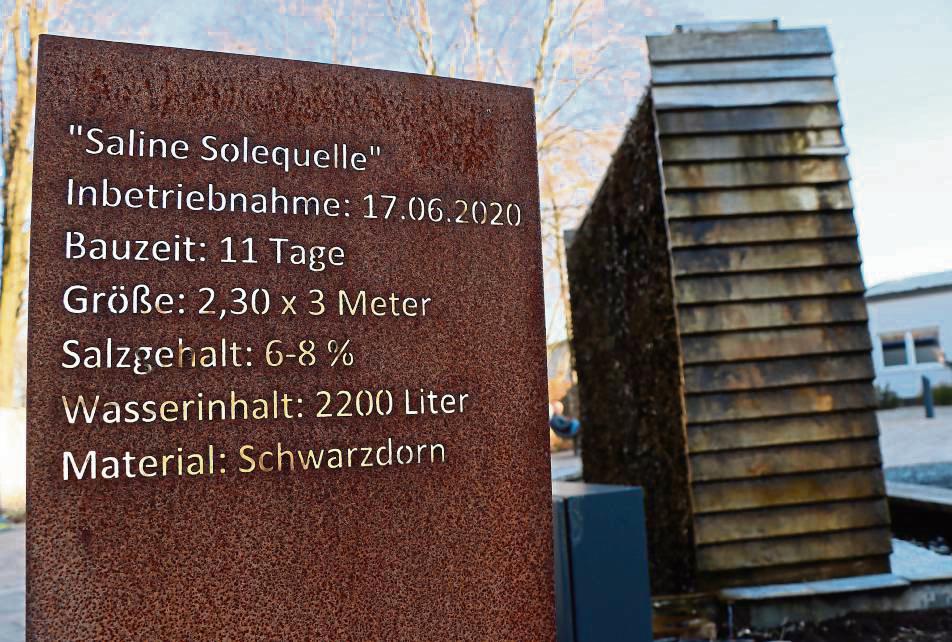 "Saline Solequelle"
Inbetriebnahme: 17.06.2020
Bauzeit: 11 Tage
Größe: 2,30 x 3 Meter
Salzgehalt: 6-8 %
Wasserinhalt: 2200 Liter
Material: Schwarzdorn